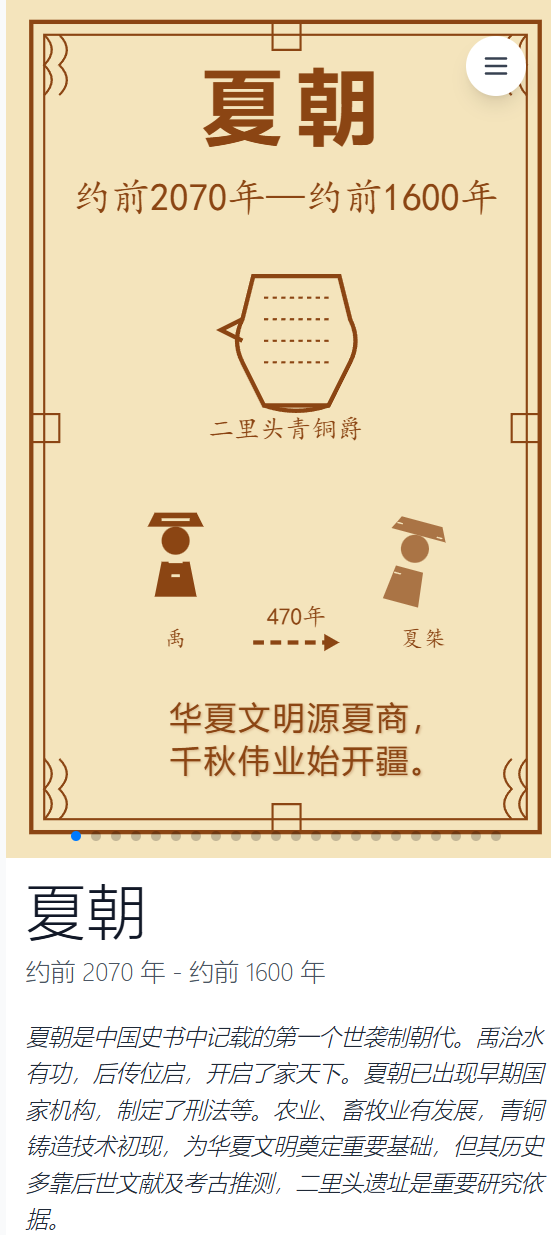 夏朝
约前2070年—约前1600年
二里头青铜爵
禹
470年
夏桀
华夏文明源夏商，
千秋伟业始开疆。
夏朝
约前 2070 年 - 约前 1600 年
夏朝是中国史书中记载的第一个世袭制朝代。禹治水
有功，后传位启，开启了家天下。夏朝已出现早期国
家机构，制定了刑法等。农业、畜牧业有发展，青铜
铸造技术初现，为华夏文明奠定重要基础，但其历史
多靠后世文献及考古推测，二里头遗址是重要研究依
据。